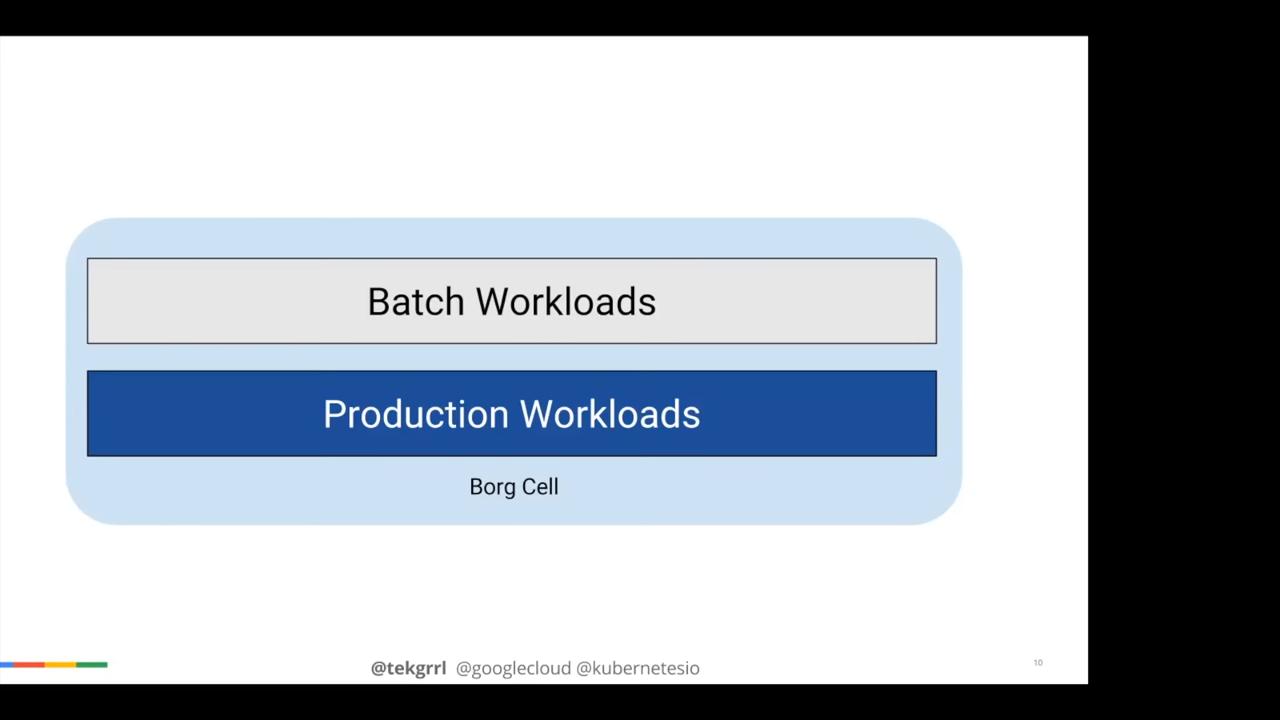 Batch Workloads
Production Workloads
Borg Cell
@tekgrrl @googlecloud @kubernetesio
10